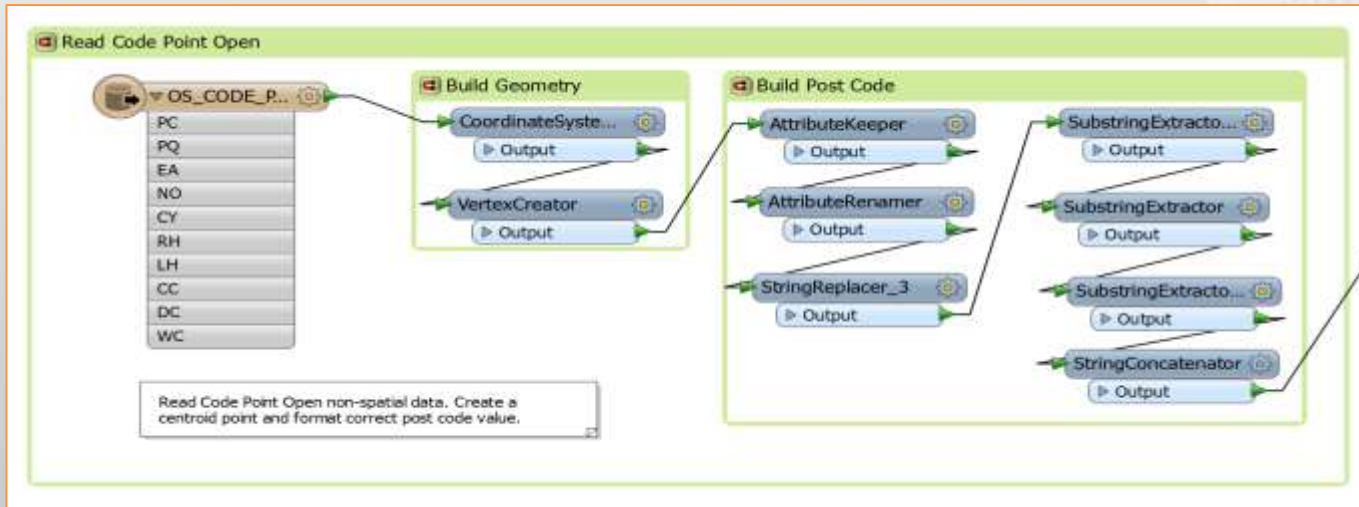 Read Code Point Open
OS_CODE_P...
PC
PQ
EA
NO
CY
RH
LH
CC
DC
WC
Build Geometry
CoordinateSyste...
Output
VertexCreator
Output
Build Post Code
AttributeKeeper
Output
AttributeRenamer
Output
StringReplacer_3
Output
SubstringExtracto...
Output
SubstringExtractor
Output
SubstringExtracto...
Output
StringConcatenator
Output
Read Code Point Open non-spatial data. Create a
centroid point and format correct post code value.